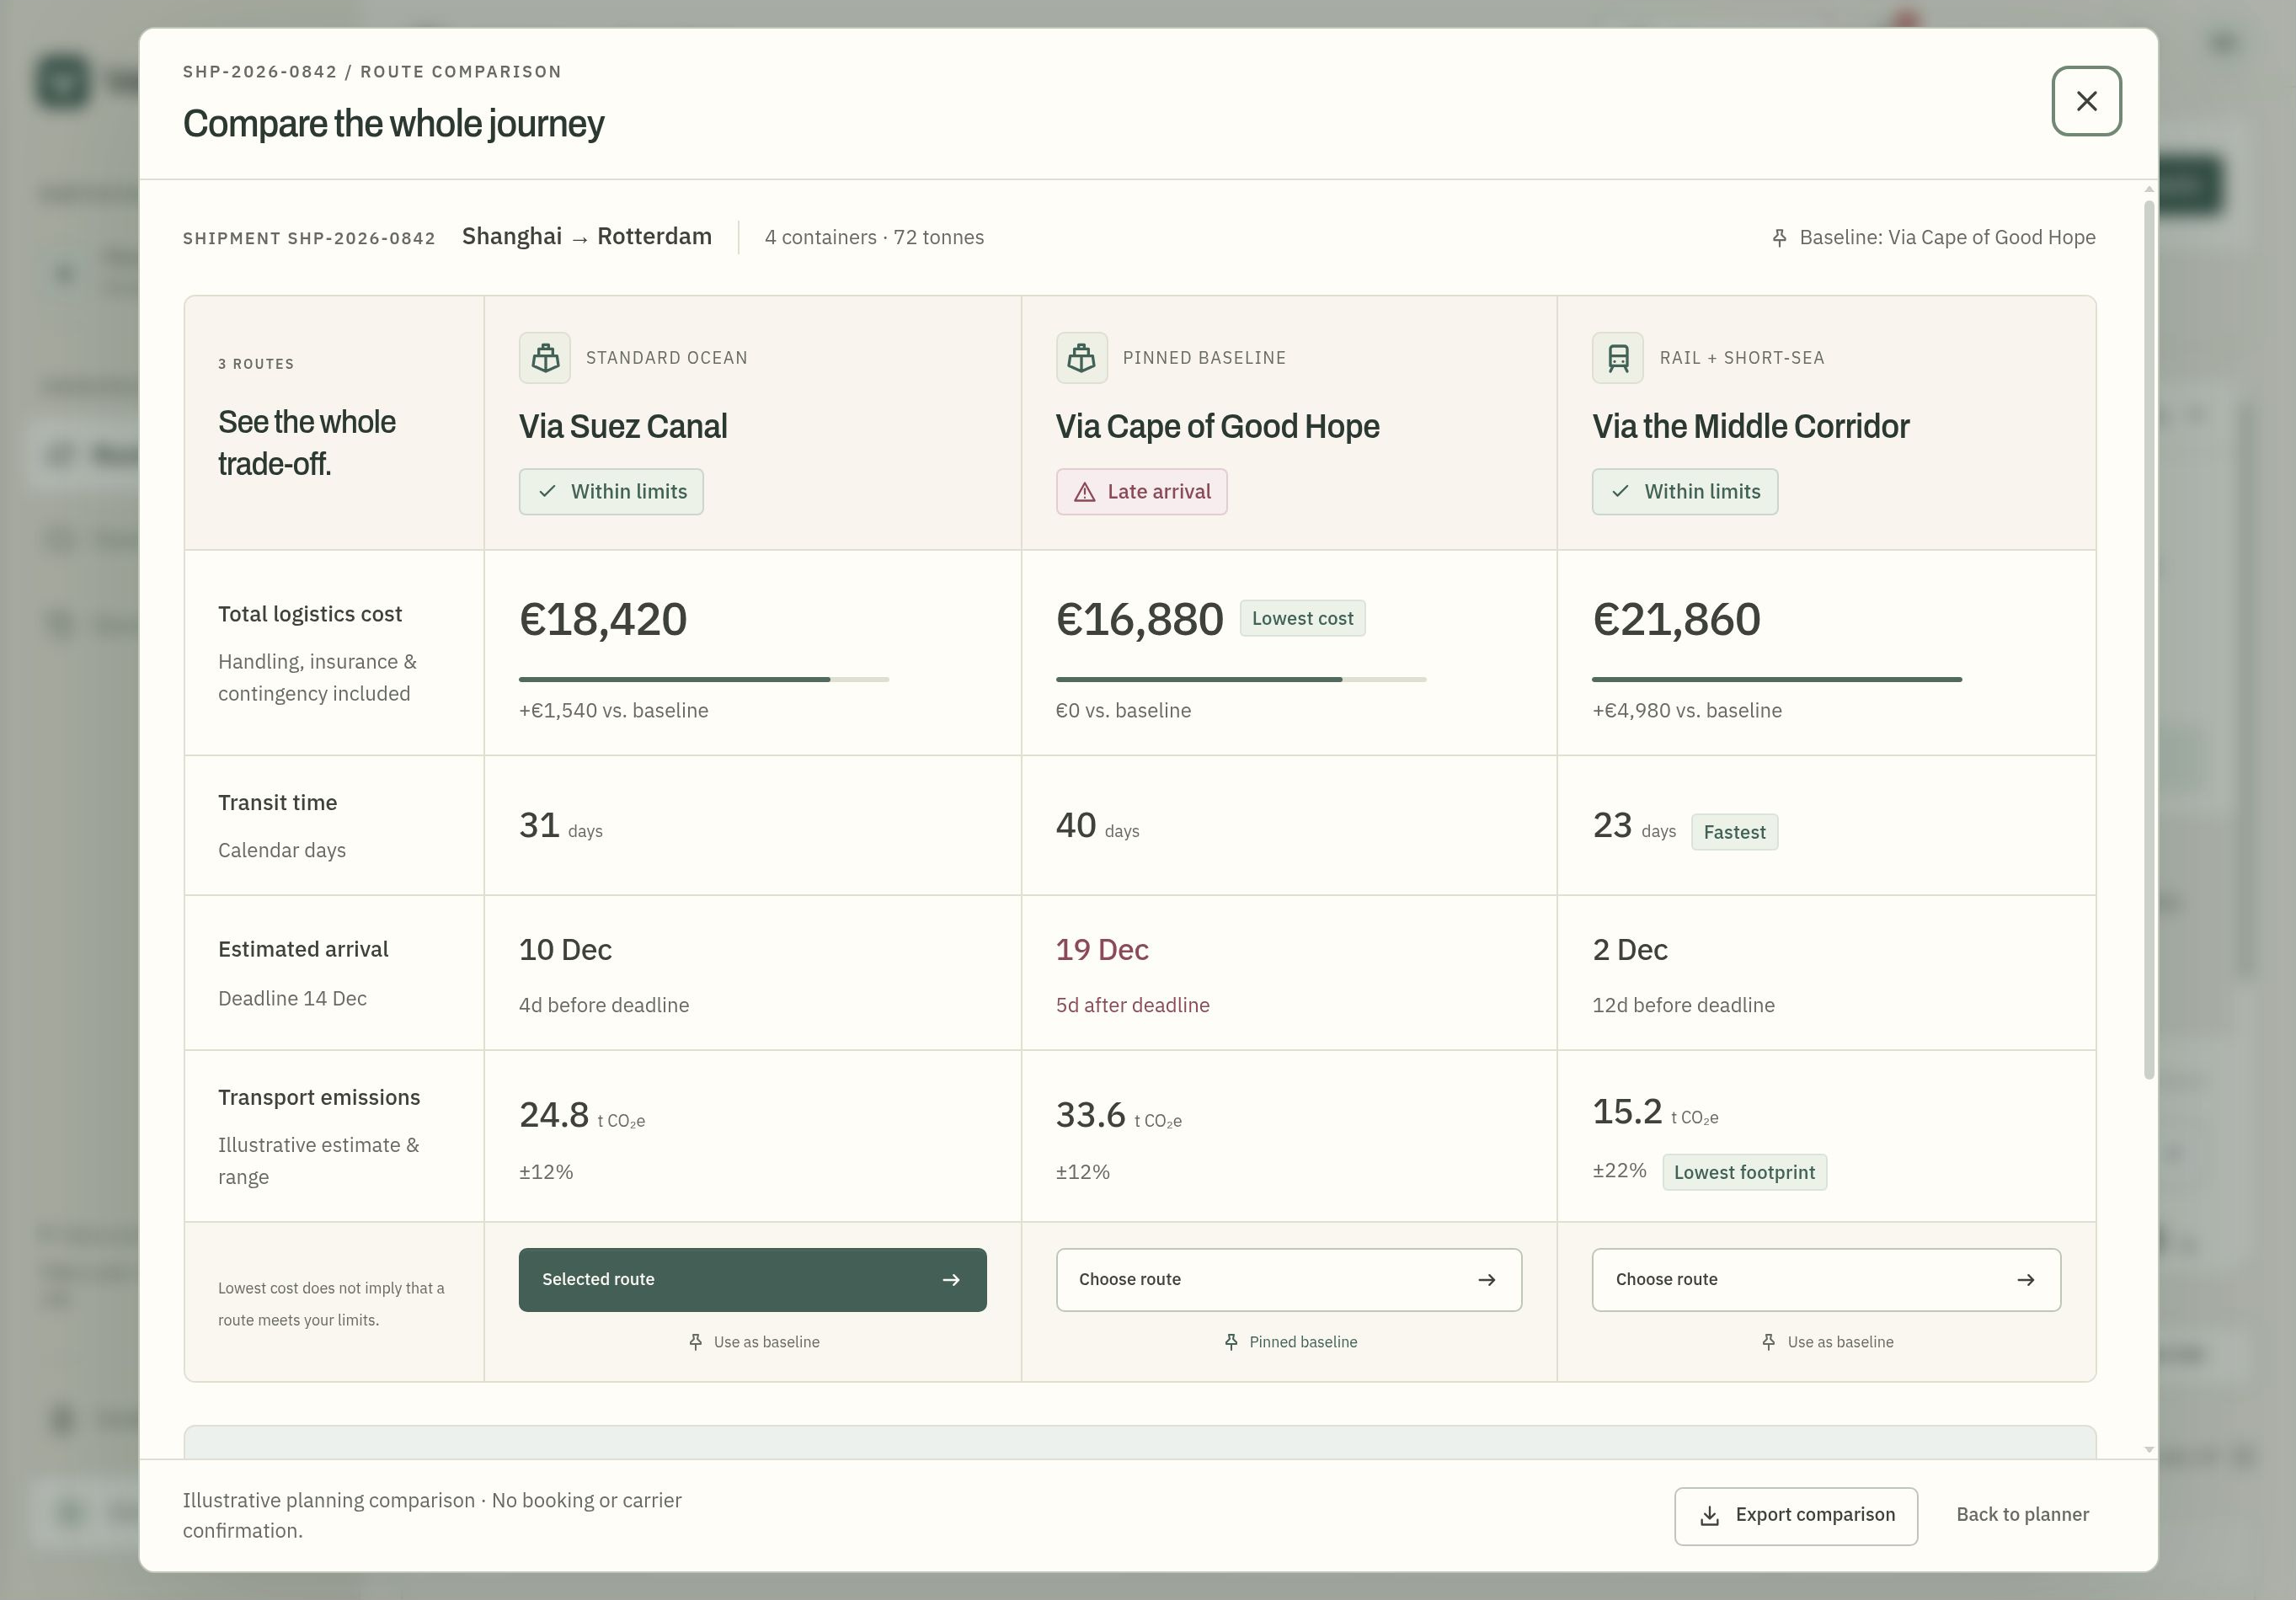 SHP-2026-0842 / ROUTE COMPARISON
Compare the whole journey
SHIPMENT SHP-2026-0842 Shanghai → Rotterdam 4 containers · 72 tonnes Baseline: Via Cape of Good Hope
3 ROUTES
See the whole
trade-off.
STANDARD OCEAN
Via Suez Canal
Within limits
PINNED BASELINE
Via Cape of Good Hope
Late arrival
RAIL + SHORT-SEA
Via the Middle Corridor
Within limits
Total logistics cost
Handling, insurance &
contingency included
€18,420
+€1,540 vs. baseline
€16,880 Lowest cost
€0 vs. baseline
€21,860
+€4,980 vs. baseline
Transit time
Calendar days
31 days
40 days
23 days Fastest
Estimated arrival
Deadline 14 Dec
10 Dec
4d before deadline
19 Dec
5d after deadline
2 Dec
12d before deadline
Transport emissions
Illustrative estimate &
range
24.8 t CO₂e
±12%
33.6 t CO₂e
±12%
15.2 t CO₂e
±22% Lowest footprint
Lowest cost does not imply that a
route meets your limits.
Selected route
Use as baseline
Choose route
Pinned baseline
Choose route
Use as baseline
Illustrative planning comparison · No booking or carrier
confirmation.
Export comparison
Back to planner